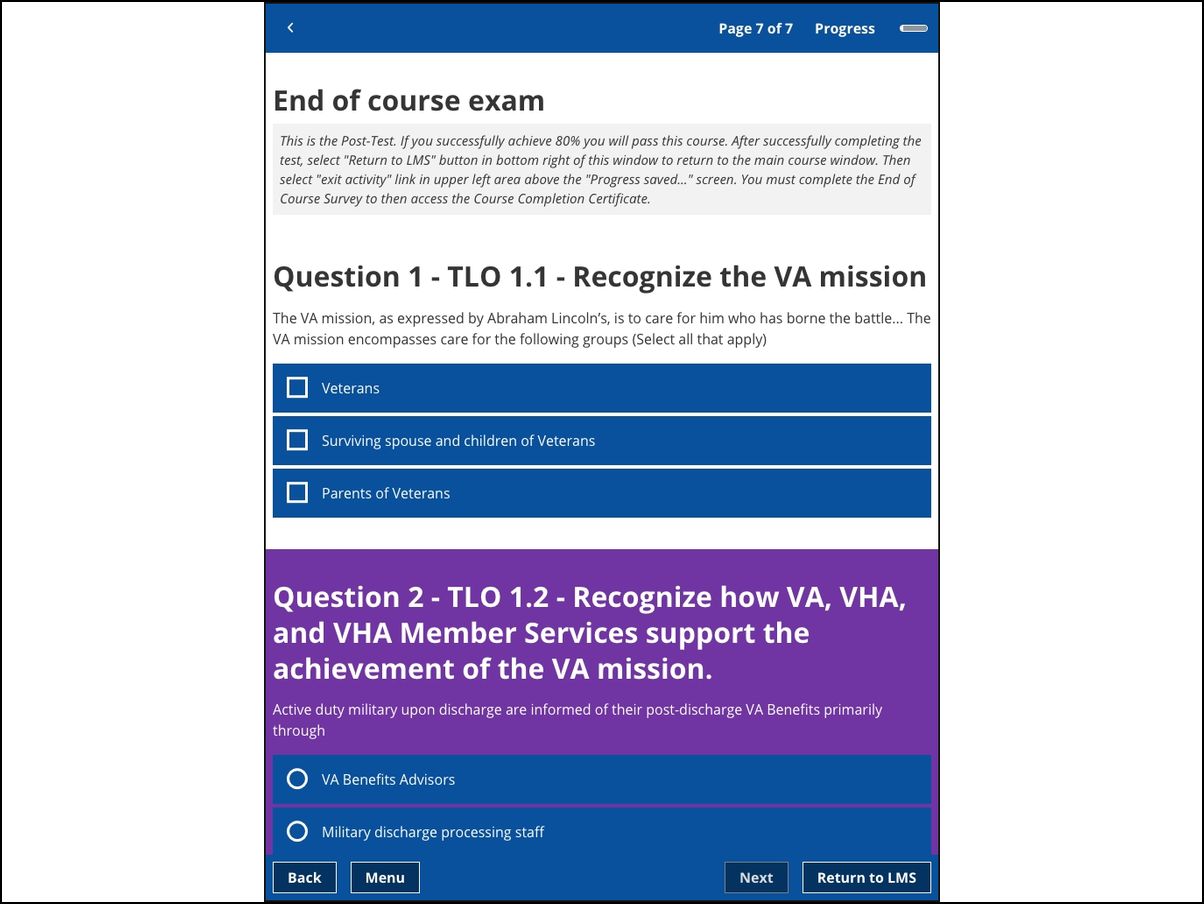 Page 7 of 7 Progress
End of course exam
This is the Post-Test. If you successfully achieve 80% you will pass this course. After successfully completing the
test, select "Return to LMS" button in bottom right of this window to return to the main course window. Then
select "exit activity" link in upper left area above the "Progress saved..." screen. You must complete the End of
Course Survey to then access the Course Completion Certificate.
Question 1 - TLO 1.1 - Recognize the VA mission
The VA mission, as expressed by Abraham Lincoln’s, is to care for him who has borne the battle... The
VA mission encompasses care for the following groups (Select all that apply)
Veterans
Surviving spouse and children of Veterans
Parents of Veterans
Question 2 - TLO 1.2 - Recognize how VA, VHA,
and VHA Member Services support the
achievement of the VA mission.
Active duty military upon discharge are informed of their post-discharge VA Benefits primarily
through
VA Benefits Advisors
Military discharge processing staff
Back Menu Next Return to LMS